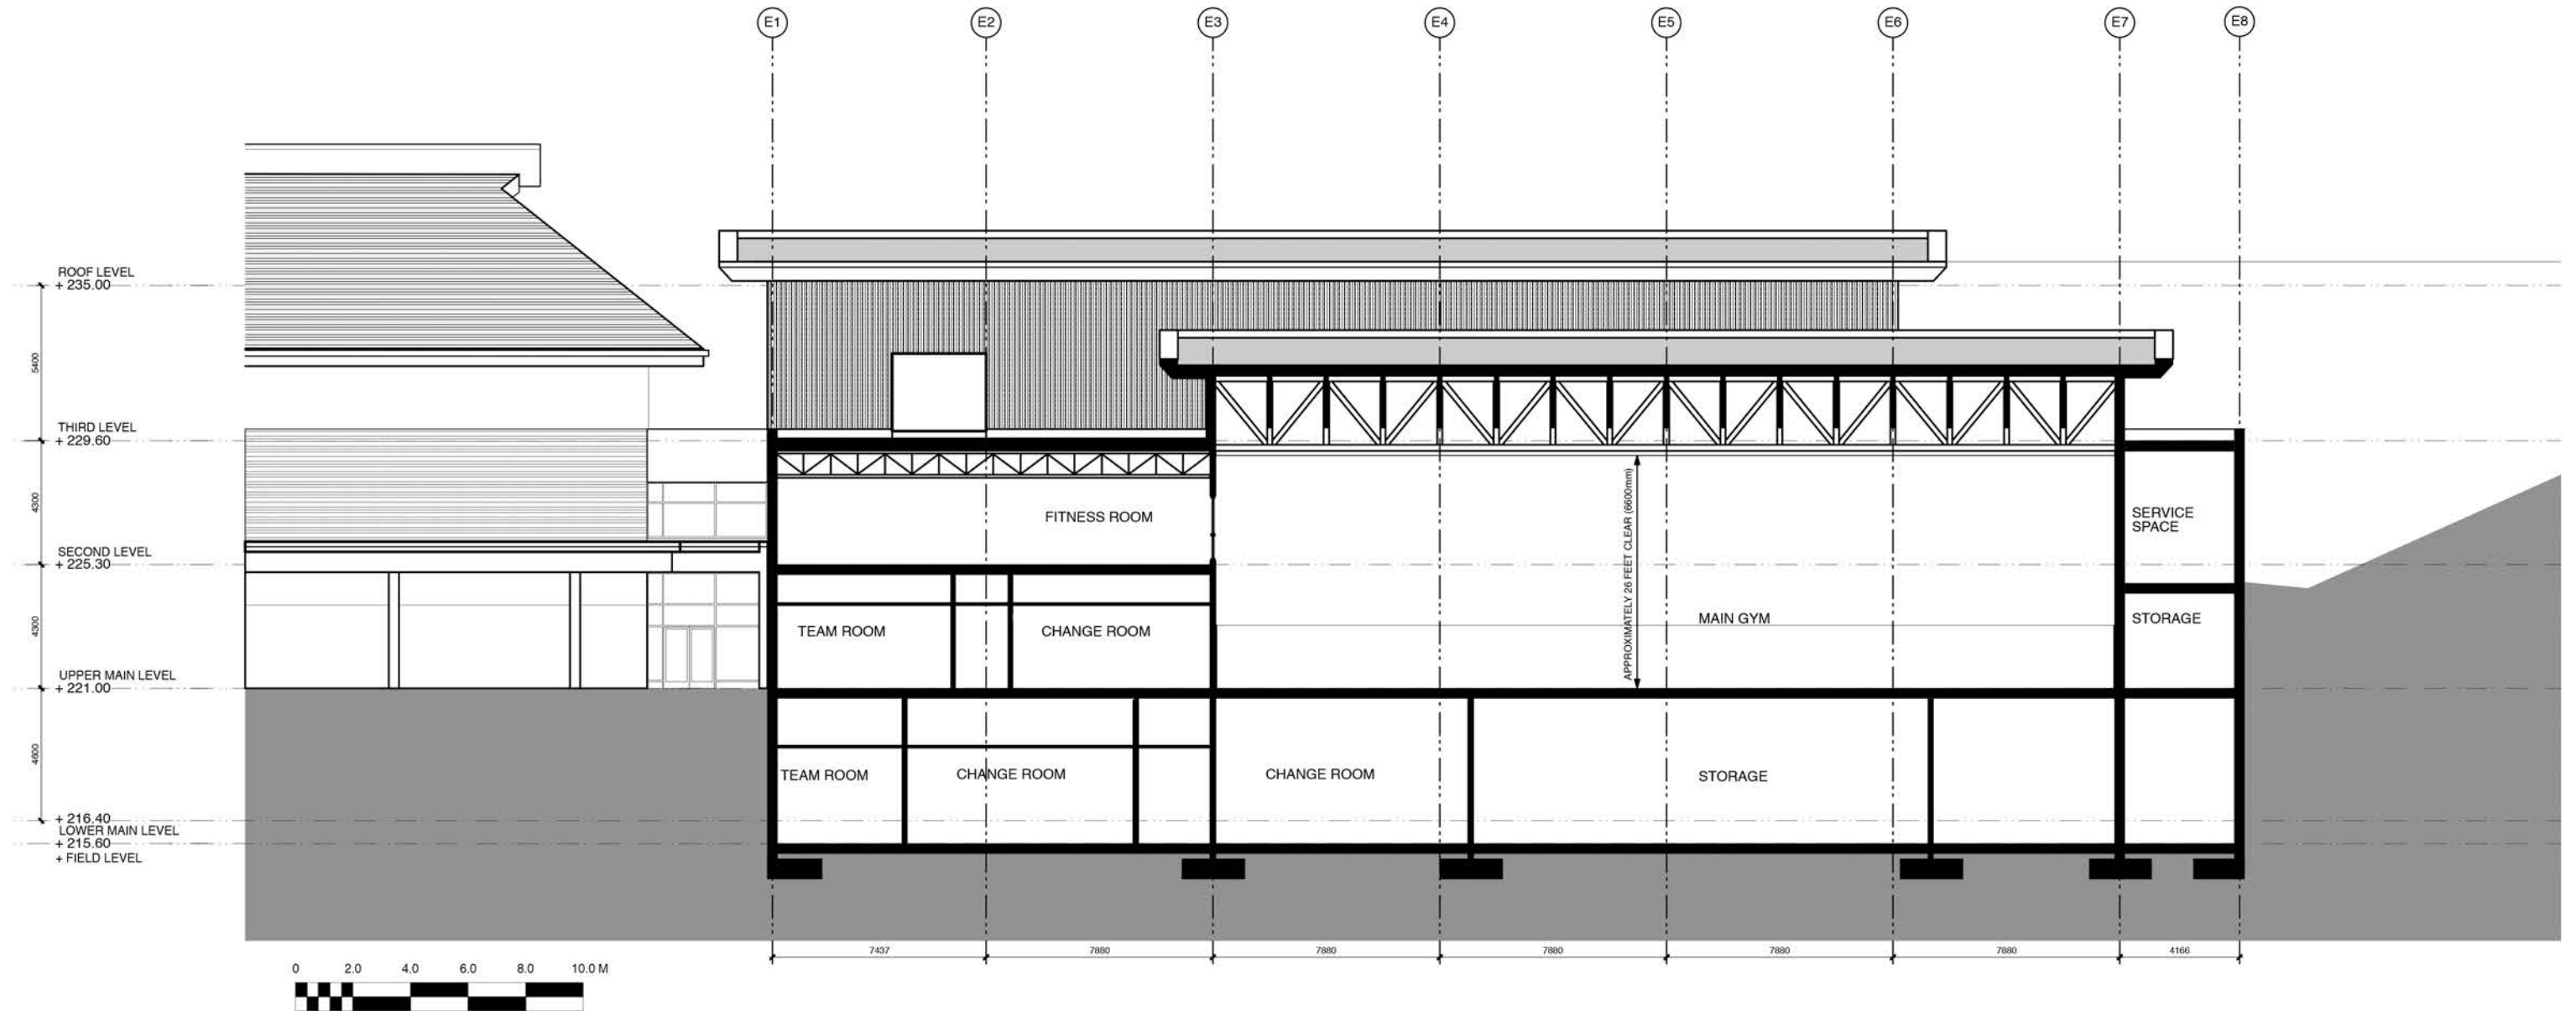 E1
E2
E3
E4
E5
E6
E7
E8
ROOF LEVEL
+ 235.00
5400
THIRD LEVEL
+ 229.60
4300
SECOND LEVEL
+ 225.30
4300
UPPER MAIN LEVEL
+ 221.00
4600
+ 216.40
LOWER MAIN LEVEL
+ 215.60
+ FIELD LEVEL
FITNESS ROOM
TEAM ROOM
CHANGE ROOM
APPROXIMATELY 26 FEET CLEAR (6600mm)
MAIN GYM
SERVICE
SPACE
STORAGE
TEAM ROOM
CHANGE ROOM
CHANGE ROOM
STORAGE
7437
7880
7880
7880
7880
7880
4166
0
2.0
4.0
6.0
8.0
10.0 M